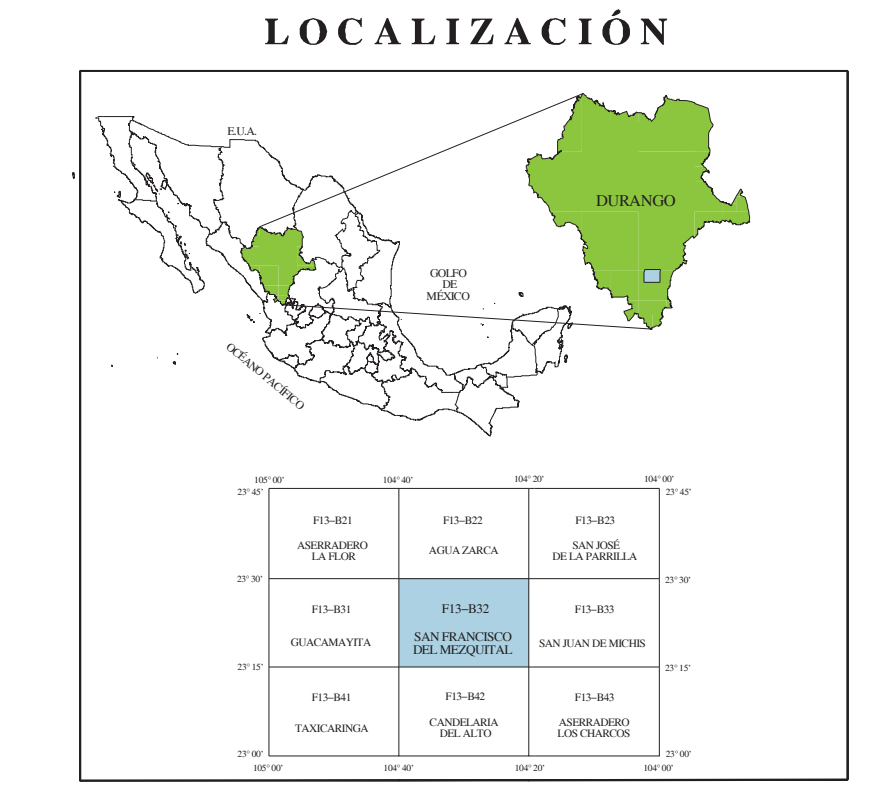 LOCALIZACIÓN
E.U.A.
DURANGO
GOLFO
DE
MÉXICO
OCÉANO PACÍFICO
105° 00'
104° 40'
104° 20'
104° 00'
23° 45'
23° 45'
F13–B21
F13–B22
F13–B23
ASERRADERO
LA FLOR
AGUA ZARCA
SAN JOSÉ
DE LA PARRILLA
23° 30'
23° 30'
F13–B31
F13–B32
F13–B33
GUACAMAYITA
SAN FRANCISCO
DEL MEZQUITAL
SAN JUAN DE MICHIS
23° 15'
23° 15'
F13–B41
F13–B42
F13–B43
TAXICARINGA
CANDELARIA
DEL ALTO
ASERRADERO
LOS CHARCOS
23° 00'
23° 00'
105° 00'
104° 40'
104° 20'
104° 00'